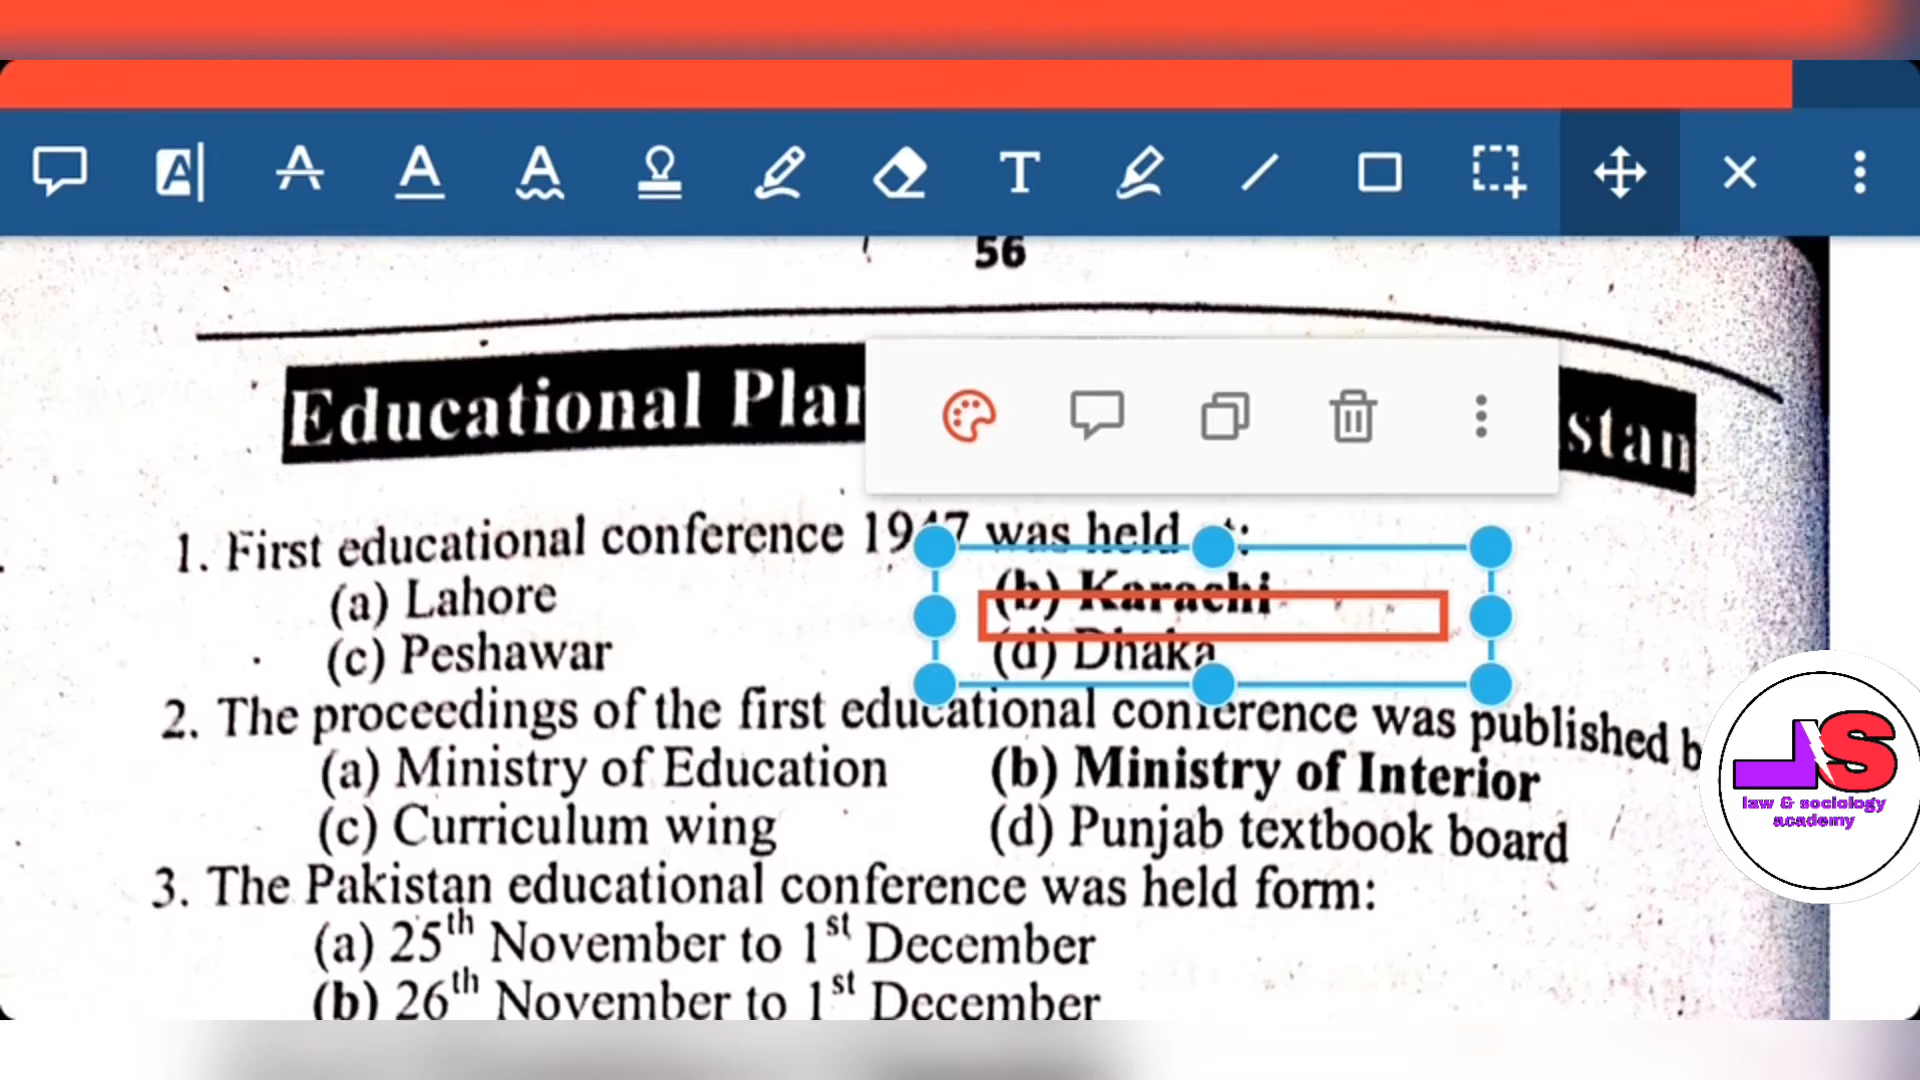 56
Educational Plan
stan
1. First educational conference 1947 was held at:
(a) Lahore (b) Karachi
(c) Peshawar (d) Dhaka
2. The proceedings of the first educational conference was published b
(a) Ministry of Education (b) Ministry of Interior
(c) Curriculum wing (d) Punjab textbook board
3. The Pakistan educational conference was held form:
(a) 25th November to 1st December
(b) 26th November to 1st December
LS
law & sociology
academy